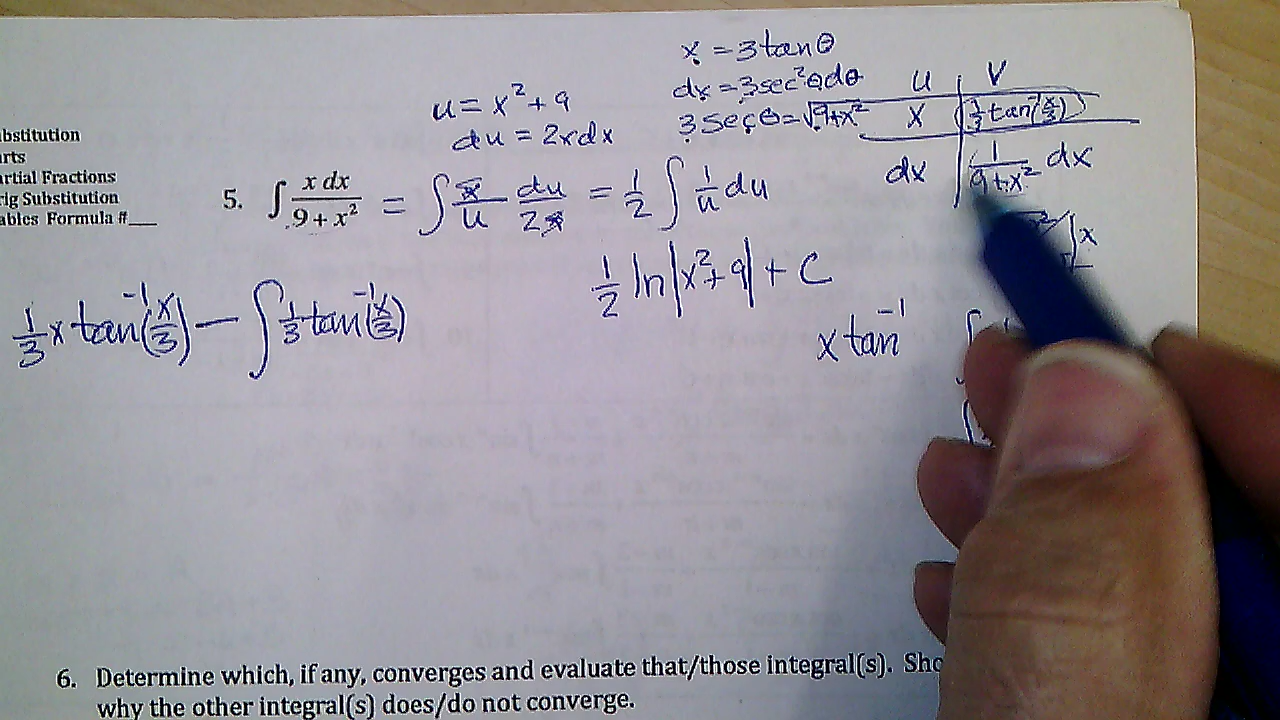 x = 3tanθ
dx = 3sec²θdθ
3secθ = √9+x²
u | v
x | 1/3 tan⁻¹(x/3)
dx | 1/(9+x²) dx
x
u = x² + 9
du = 2xdx
bstitution
rts
artial Fractions
rig Substitution
ables Formula #___
5. ∫ x dx/(9 + x²) = ∫ x/u du/2x = 1/2 ∫ 1/u du
1/2 ln|x²+9| + C
1/3 x tan⁻¹(x/3) — ∫ 1/3 tan⁻¹(x/3)
x tan⁻¹ ∫
∫
6. Determine which, if any, converges and evaluate that/those integral(s). Sho
why the other integral(s) does/do not converge.